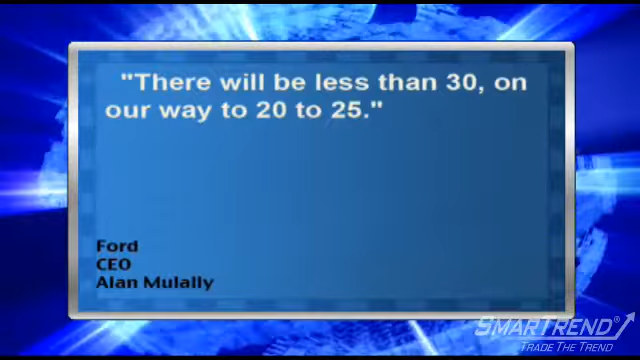 "There will be less than 30, on
our way to 20 to 25."
Ford
CEO
Alan Mulally
SMARTREND®
TRADE THE TREND